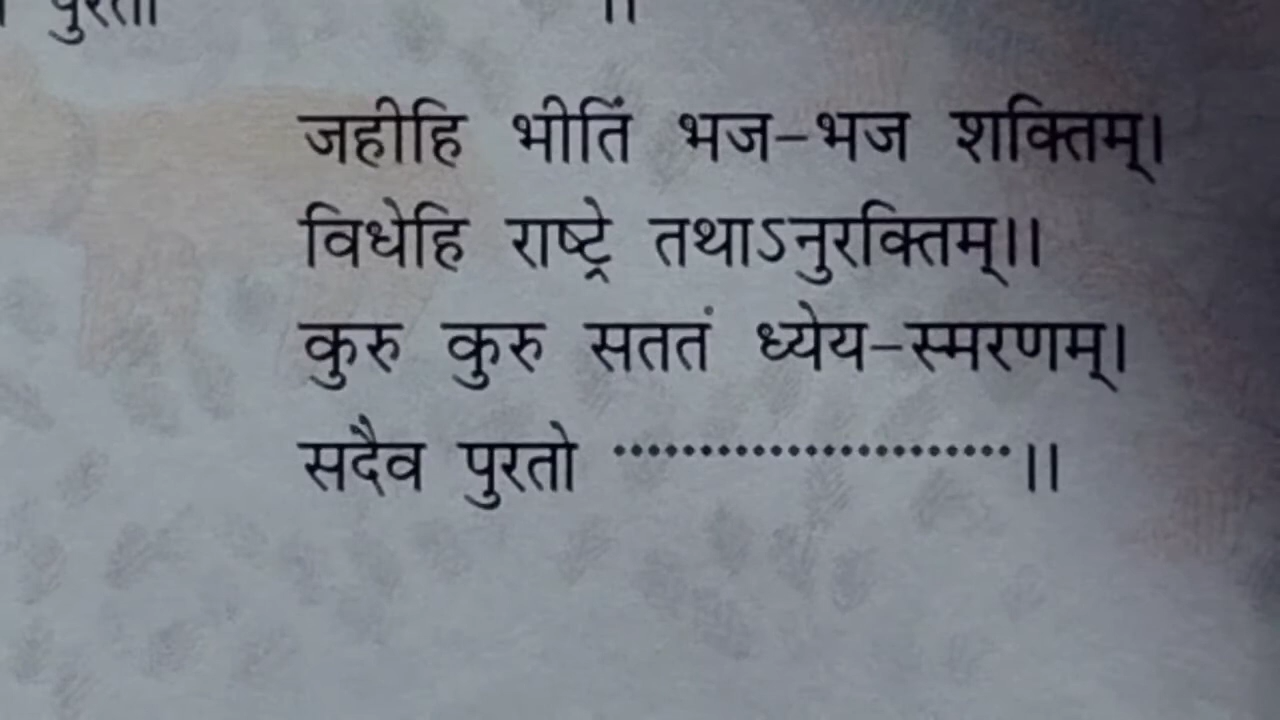 पुरतो ।।
जहीहि भीतिं भज-भज शक्तिम्।
विधेहि राष्ट्रे तथाऽनुरक्तिम्।।
कुरु कुरु सततं ध्येय-स्मरणम्।
सदैव पुरतो ......................।।